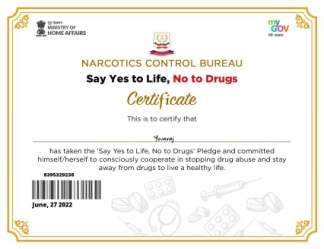 गृह मंत्रालय
MINISTRY OF
HOME AFFAIRS
my
GOV
मेरी सरकार
NARCOTICS CONTROL BUREAU
Say Yes to Life, No to Drugs
Certificate
This is to certify that
Yuvaraj
has taken the 'Say Yes to Life, No to Drugs' Pledge and committed
himself/herself to consciously cooperate in stopping drug abuse and stay
away from drugs to live a healthy life.
8395329228
June, 27 2022